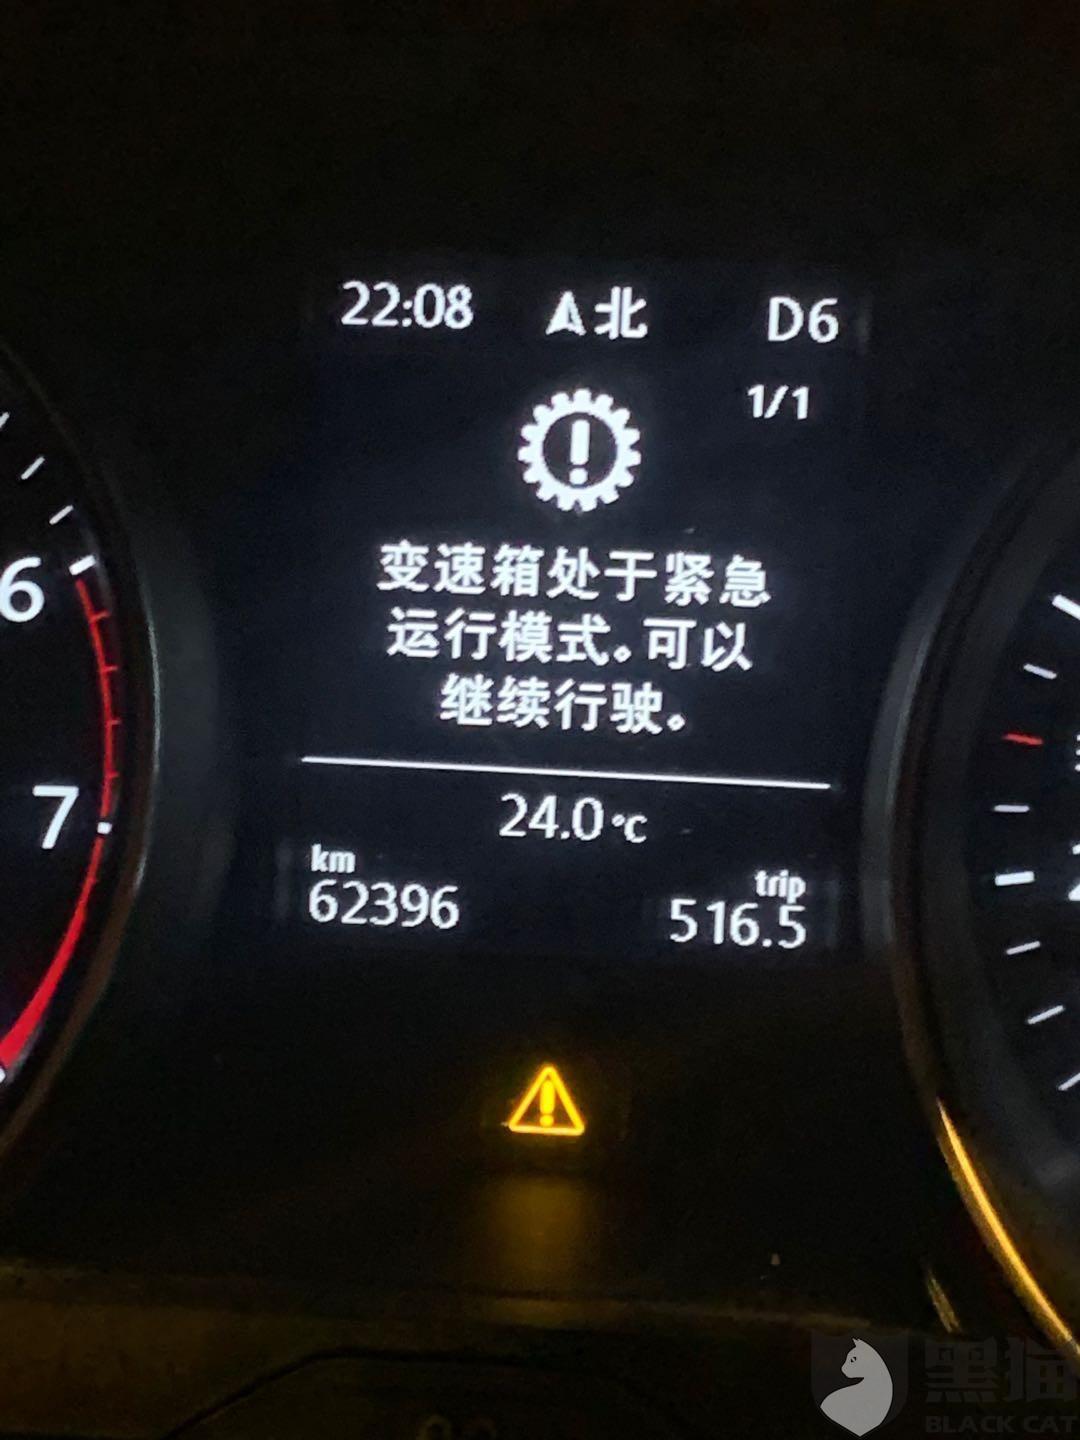 22:08 北 D6
1/1
变速箱处于紧急
运行模式。可以
继续行驶。
24.0°C
km
62396
trip
516.5
6
7
黑猫
BLACK CAT